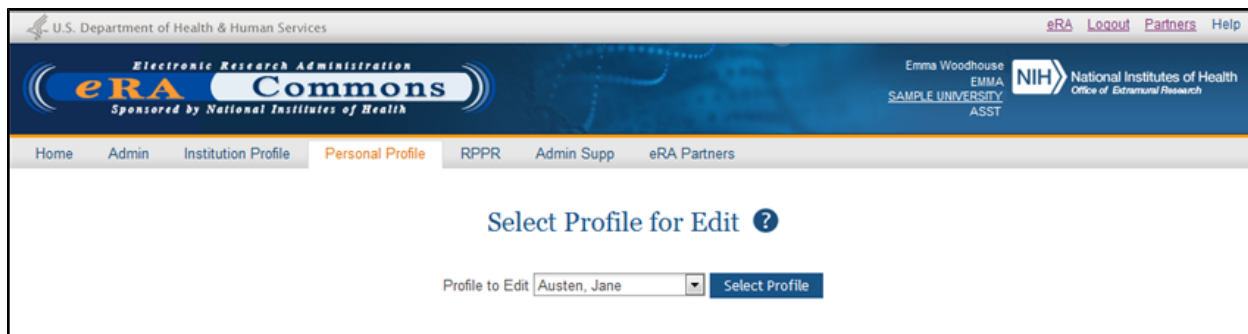 U.S. Department of Health & Human Services
eRA Logout Partners Help
Electronic Research Administration
eRA Commons
Sponsored by National Institutes of Health
Emma Woodhouse
EMMA
SAMPLE UNIVERSITY
ASST
NIH National Institutes of Health
Office of Extramural Research
Home Admin Institution Profile Personal Profile RPPR Admin Supp eRA Partners
Select Profile for Edit ?
Profile to Edit Austen, Jane Select Profile